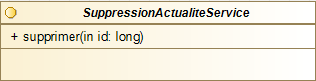 SuppressionActualiteService
+ supprimer(in id: long)